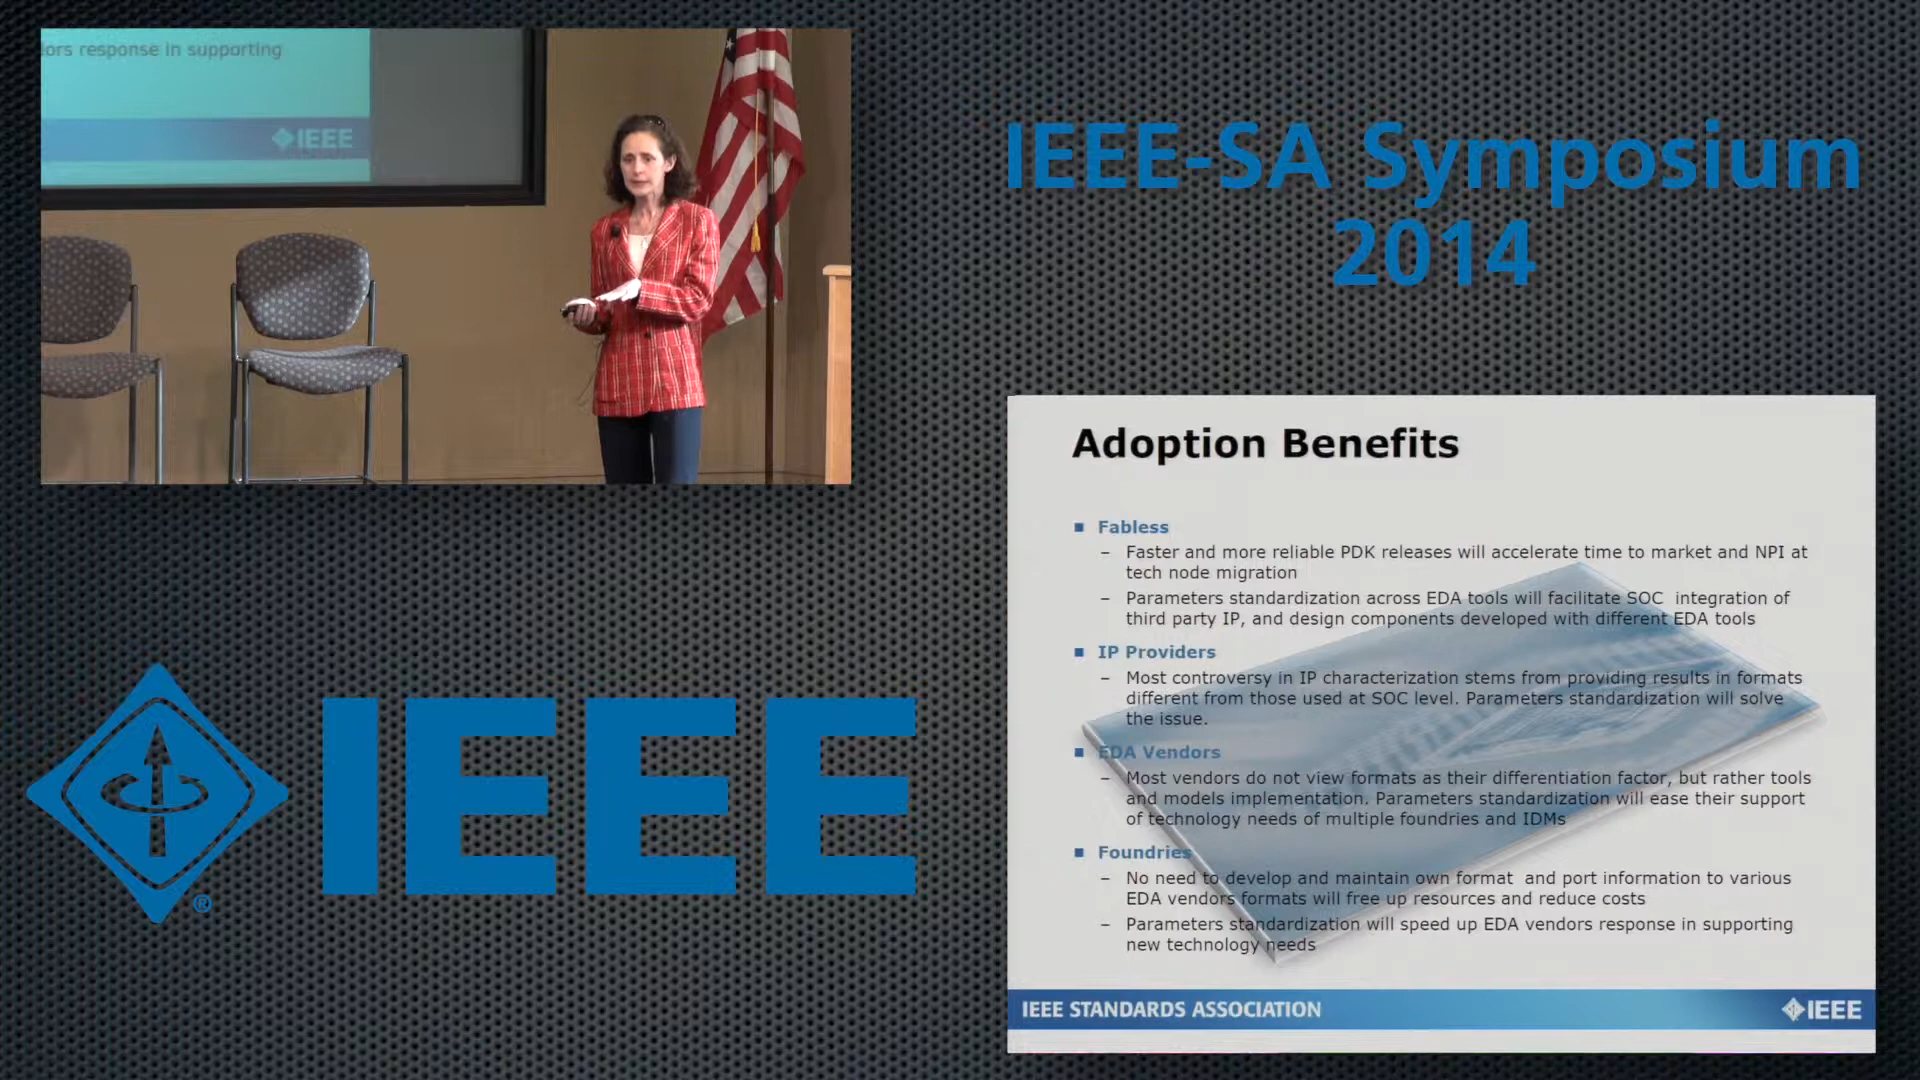 ors response in supporting
IEEE
IEEE-SA Symposium
2014
IEEE
®
Adoption Benefits
■ Fabless
– Faster and more reliable PDK releases will accelerate time to market and NPI at
tech node migration
– Parameters standardization across EDA tools will facilitate SOC integration of
third party IP, and design components developed with different EDA tools
■ IP Providers
– Most controversy in IP characterization stems from providing results in formats
different from those used at SOC level. Parameters standardization will solve
the issue.
■ EDA Vendors
– Most vendors do not view formats as their differentiation factor, but rather tools
and models implementation. Parameters standardization will ease their support
of technology needs of multiple foundries and IDMs
■ Foundries
– No need to develop and maintain own format and port information to various
EDA vendors formats will free up resources and reduce costs
– Parameters standardization will speed up EDA vendors response in supporting
new technology needs
IEEE STANDARDS ASSOCIATION
IEEE